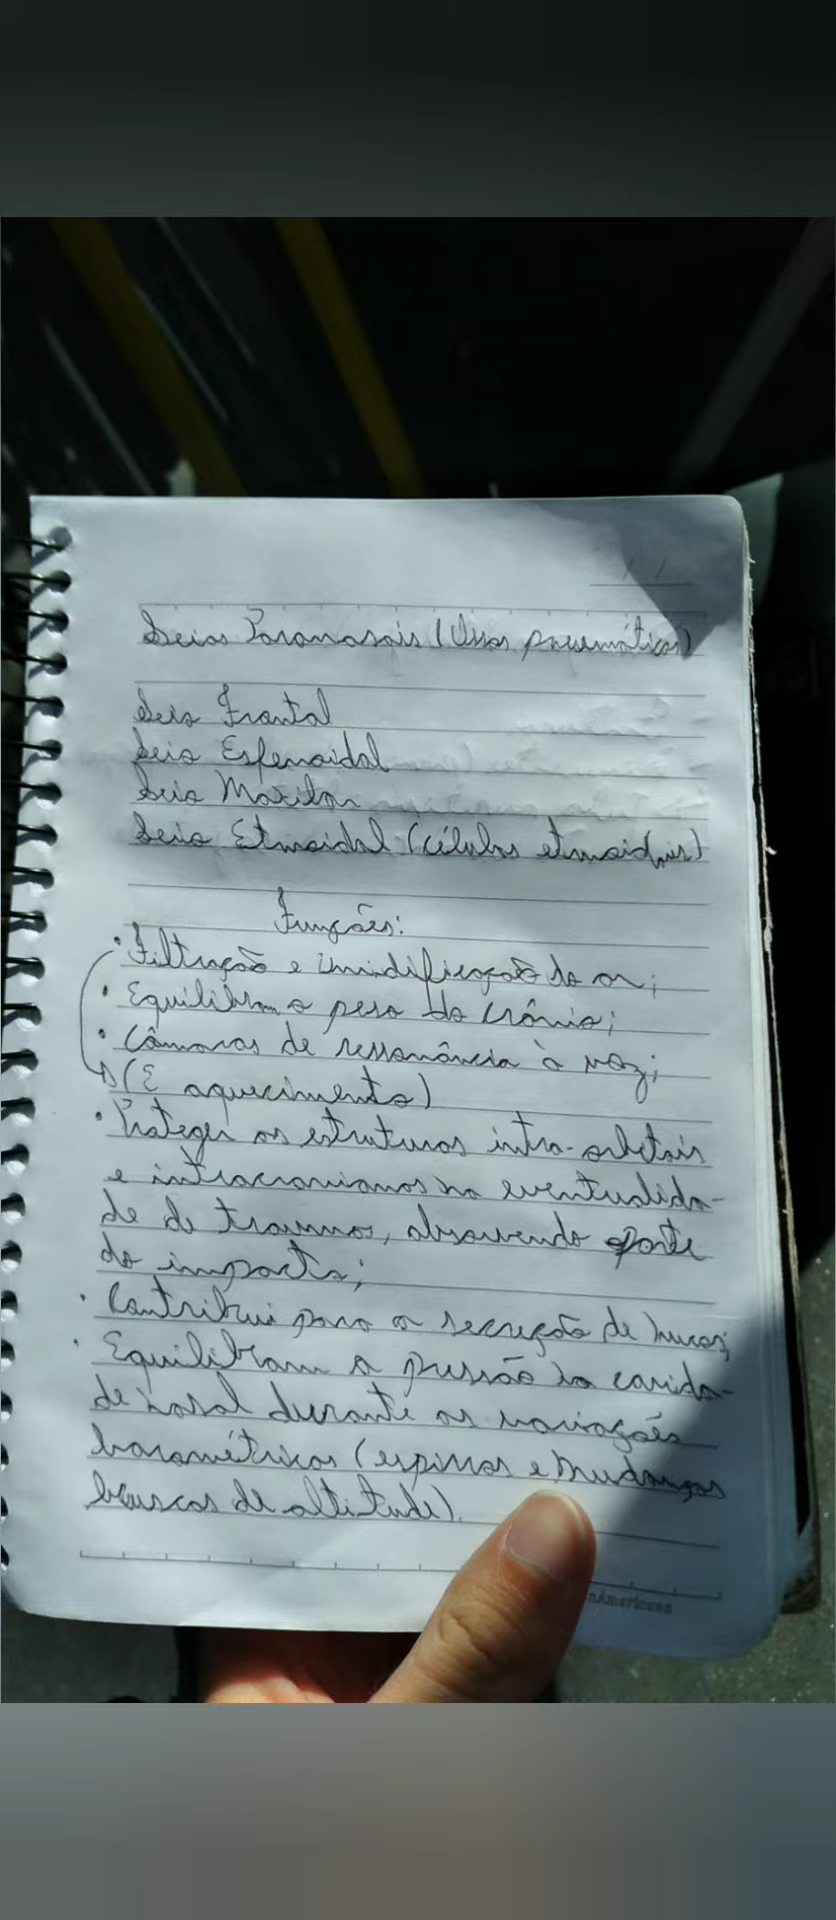 Seios Paranasais (Ossos pneumáticos)
Seio Frontal
Seio Esfenoidal
Seio Maxilar
Seio Etmoidal (células etmoidais)
Funções:
• Filtração e umidificação do ar;
• Equilibram o peso do crânio;
• Câmaras de ressonância à voz;
(E aquecimento)
• Proteger as estruturas intra-orbitais
e intracranianas na eventualida-
de de traumas, absorvendo parte
do impacto;
• Contribui para a secreção de muco;
• Equilibram a pressão na cavida-
de nasal durante as variações
barométricas (espirros e mudanças
bruscas de altitude).